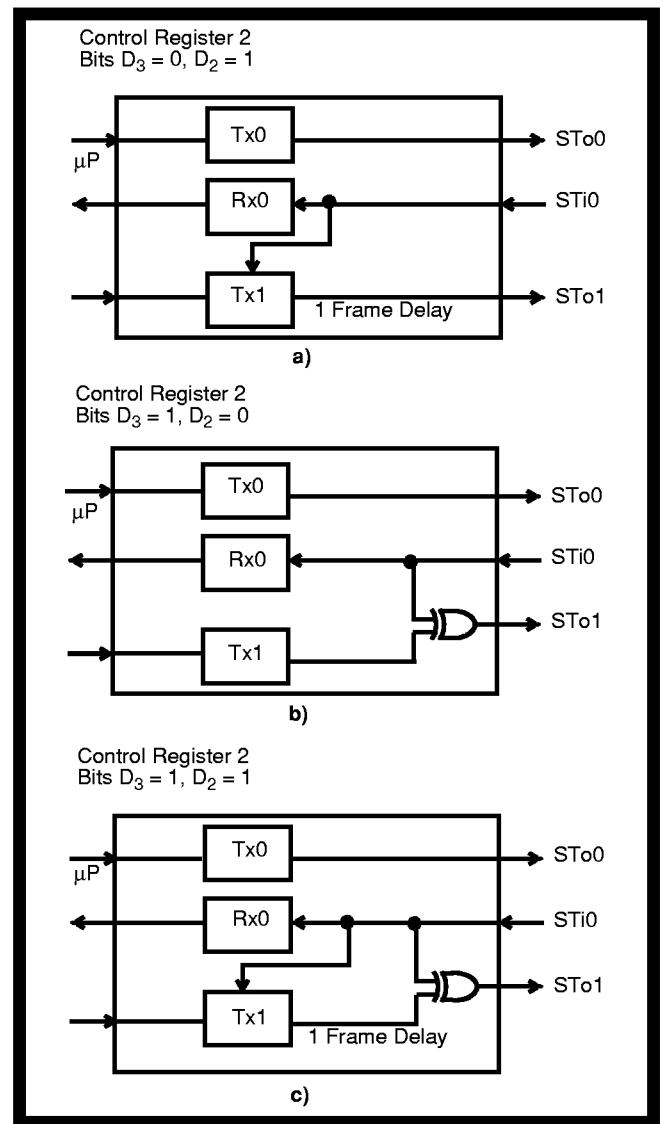 Control Register 2
Bits D₃ = 0, D₂ = 1
Tx0
STo0
µP
Rx0
STi0
Tx1
STo1
1 Frame Delay
a)
Control Register 2
Bits D₃ = 1, D₂ = 0
Tx0
STo0
µP
Rx0
STi0
STo1
Tx1
b)
Control Register 2
Bits D₃ = 1, D₂ = 1
Tx0
STo0
µP
Rx0
STi0
STo1
Tx1
1 Frame Delay
c)